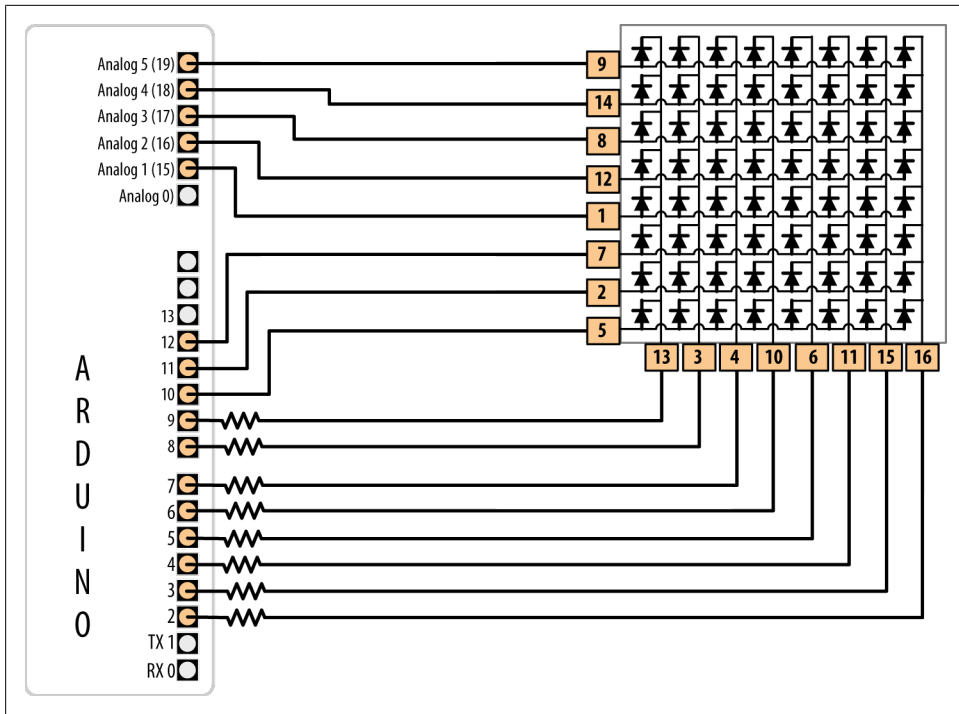 Analog 5 (19)
Analog 4 (18)
Analog 3 (17)
Analog 2 (16)
Analog 1 (15)
Analog 0)
13
12
11
10
9
8
7
6
5
4
3
2
TX 1
RX 0
ARDUINO
9
14
8
12
1
7
2
5
13 3 4 10 6 11 15 16